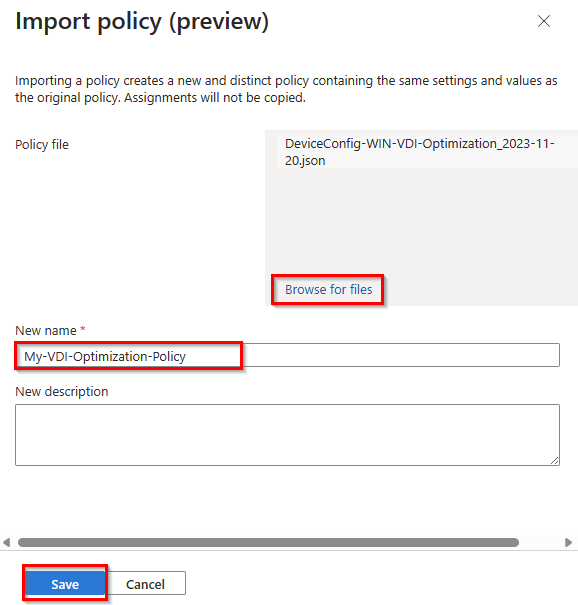 Import policy (preview)
Importing a policy creates a new and distinct policy containing the same settings and values as
the original policy. Assignments will not be copied.
Policy file
DeviceConfig-WIN-VDI-Optimization_2023-11-
20.json
Browse for files
New name *
My-VDI-Optimization-Policy
New description
Save
Cancel